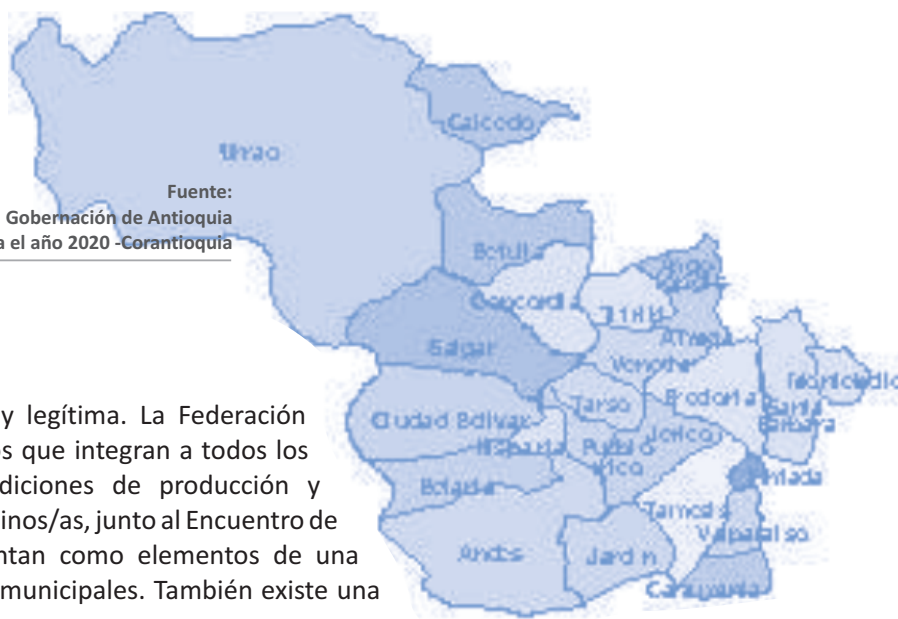 Urrao
Caicedo
Fuente:
Gobernación de Antioquia
a el año 2020 -Corantioquia
Betulia
Concordia
Titiribí
Salgar
Venecia
Ciudad Bolívar
Hispania
Tarso
Fredonia
Montebello
Santa
Bárbara
Pueblo
Rico
Jericó
Betania
Andes
Jardín
Támesis
Valparaíso
Caramanta
Pintada
y legítima. La Federación
os que integran a todos los
diciones de producción y
inos/as, junto al Encuentro de
ntan como elementos de una
municipales. También existe una